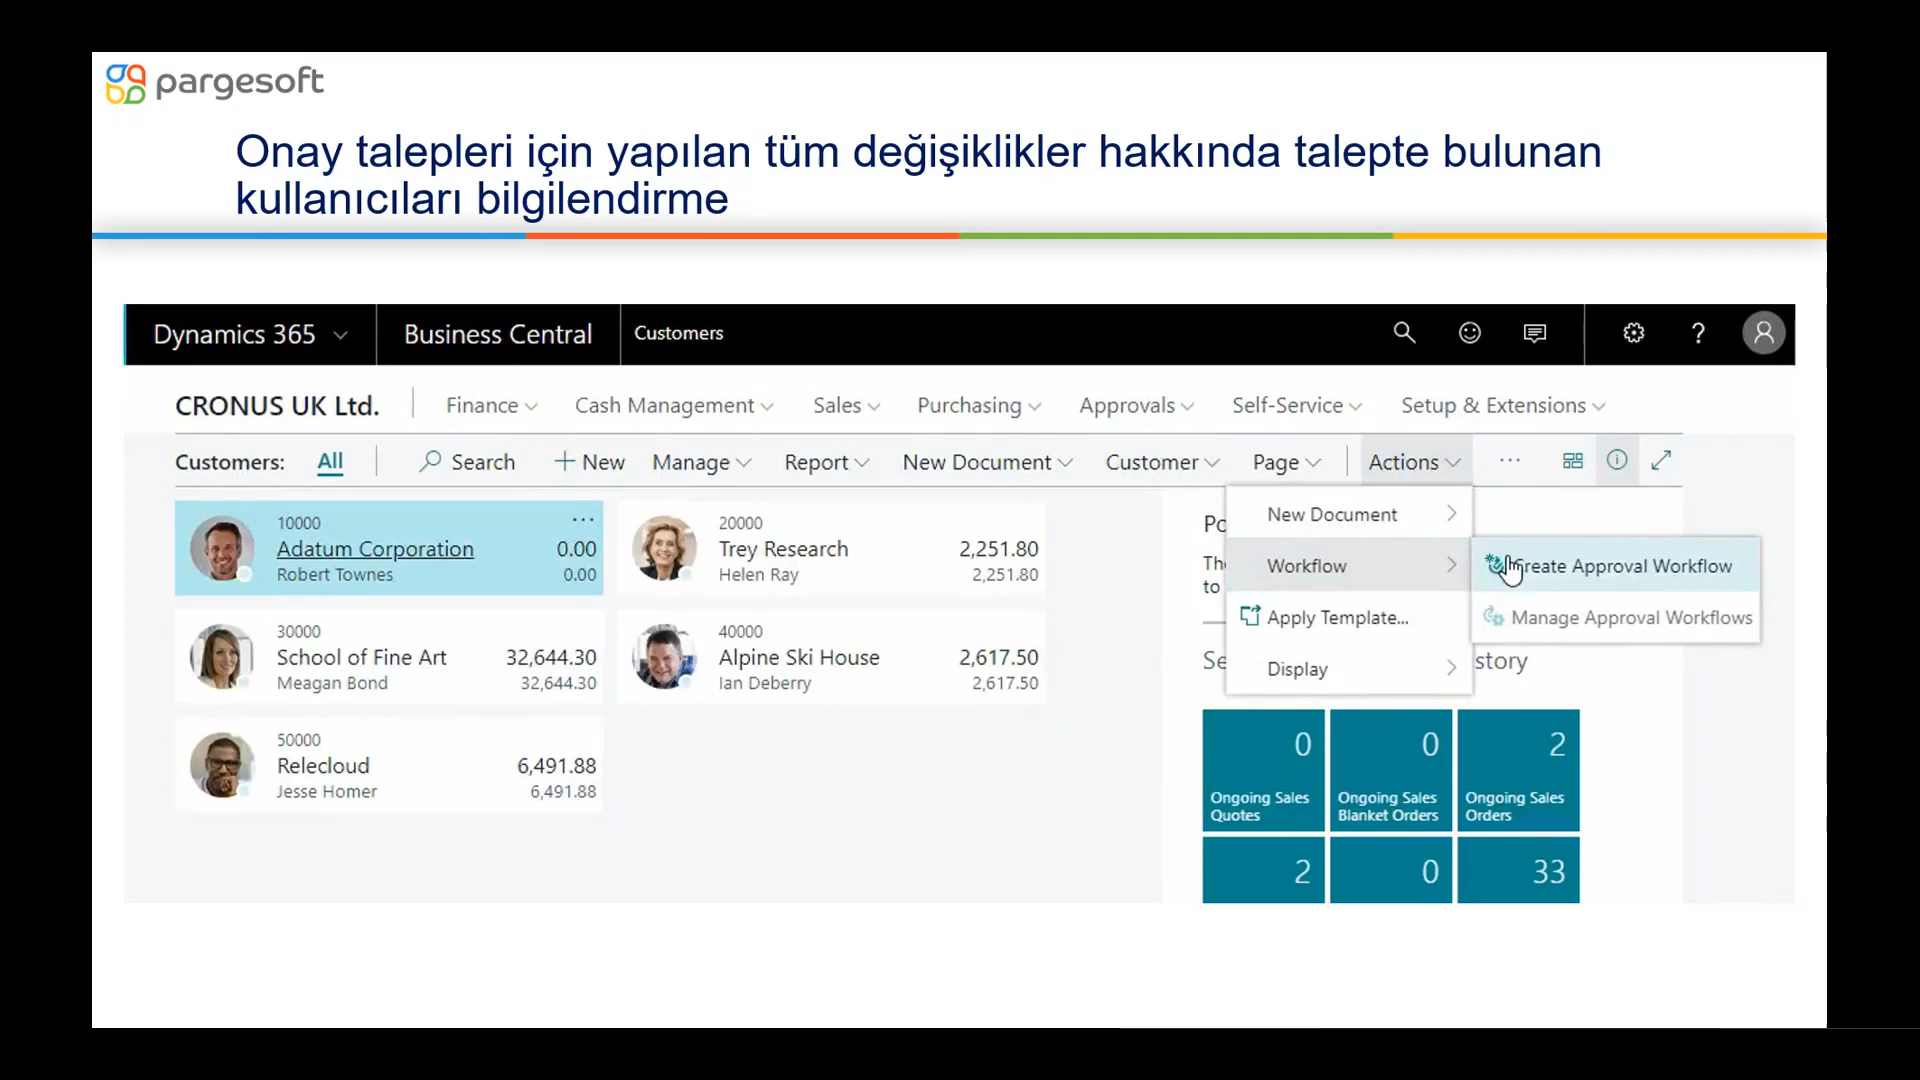 pargesoft
Onay talepleri için yapılan tüm değişiklikler hakkında talepte bulunan
kullanıcıları bilgilendirme
Dynamics 365
Business Central
Customers
?
CRONUS UK Ltd.
Finance
Cash Management
Sales
Purchasing
Approvals
Self-Service
Setup & Extensions
Customers:
All
Search
New
Manage
Report
New Document
Customer
Page
Actions
10000
Adatum Corporation 0.00
Robert Townes 0.00
20000
Trey Research 2,251.80
Helen Ray 2,251.80
30000
School of Fine Art 32,644.30
Meagan Bond 32,644.30
40000
Alpine Ski House 2,617.50
Ian Deberry 2,617.50
50000
Relecloud 6,491.88
Jesse Homer 6,491.88
New Document
Workflow
Apply Template...
Display
Approval Workflow
Manage Approval Workflows
to
0
Ongoing Sales
Quotes
0
Ongoing Sales
Blanket Orders
2
Ongoing Sales
Orders
2
0
33